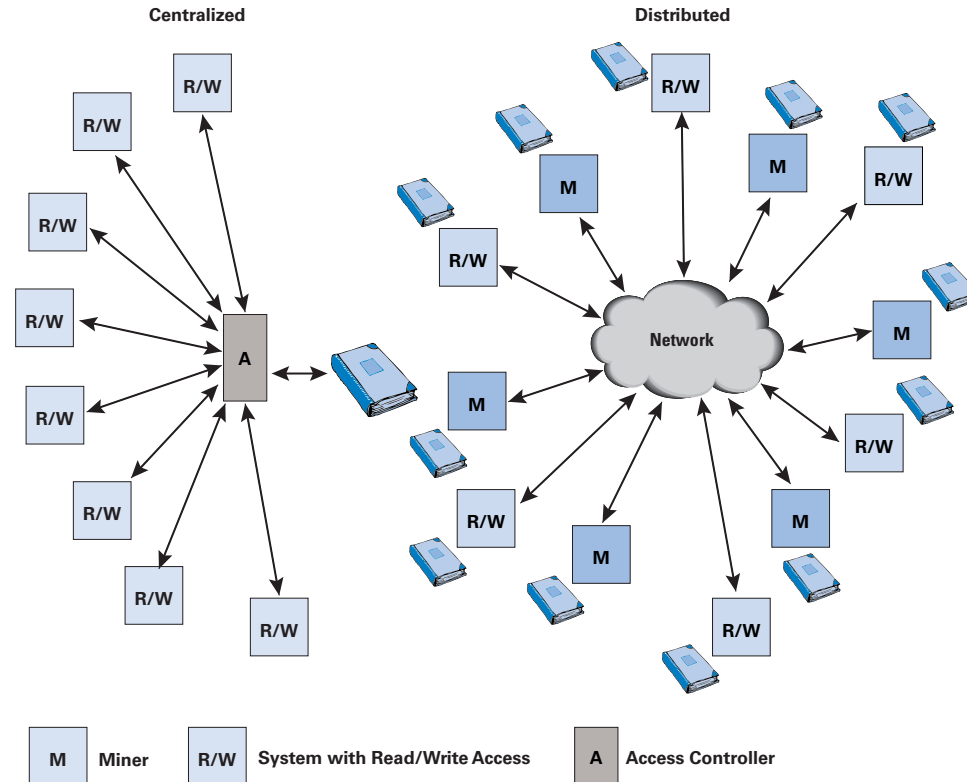 Centralized
Distributed
R/W
R/W
R/W
R/W
R/W
R/W
R/W
R/W
A
R/W
M
M
R/W
R/W
M
Network
M
R/W
R/W
M
M
R/W
M Miner
R/W System with Read/Write Access
A Access Controller